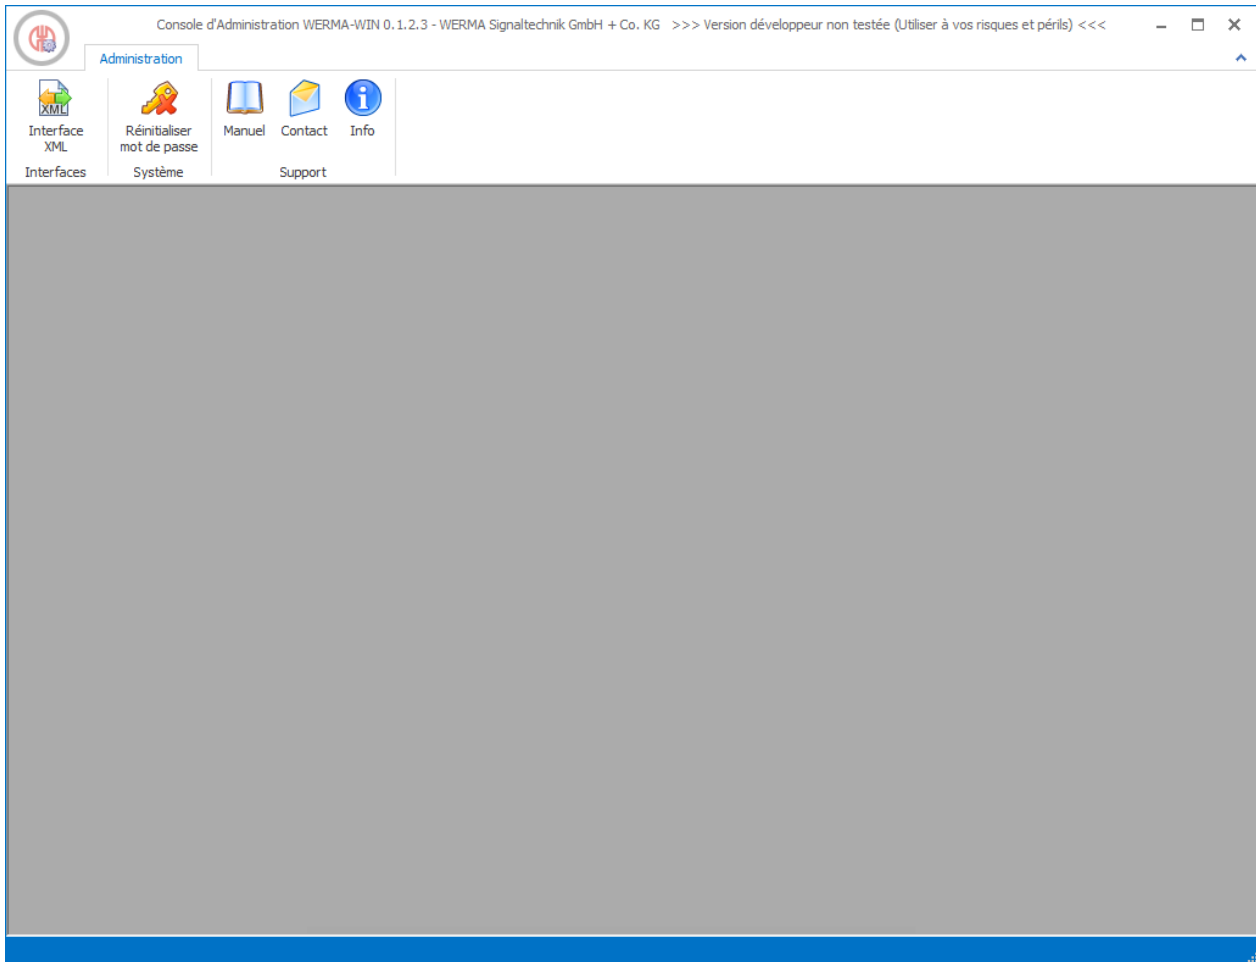 Console d'Administration WERMA-WIN 0.1.2.3 - WERMA Signaltechnik GmbH + Co. KG >>> Version développeur non testée (Utiliser à vos risques et périls) <<<
Administration
XML
Interface
XML
Réinitialiser
mot de passe
Manuel
Contact
Info
Interfaces
Système
Support